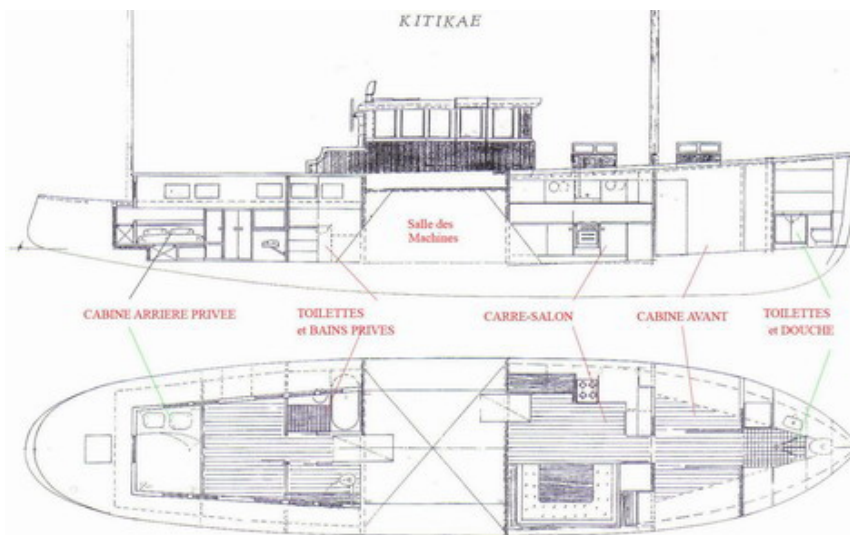 KITIKAE
Salle des
Machines
CABINE ARRIERE PRIVEE
TOILETTES
et BAINS PRIVES
CARRE-SALON
CABINE AVANT
TOILETTES
et DOUCHE